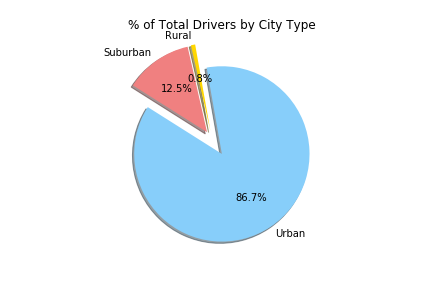 % of Total Drivers by City Type
Rural
Suburban
0.8%
12.5%
86.7%
Urban